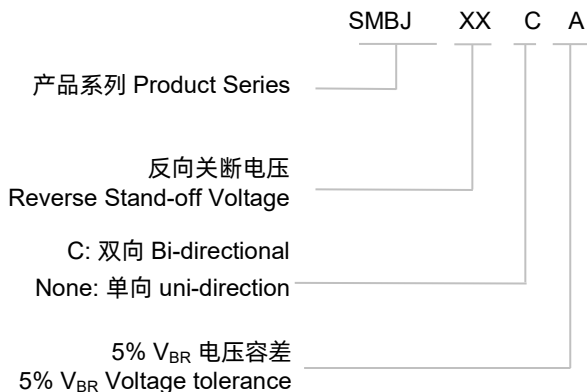 SMBJ XX C A
产品系列 Product Series
反向关断电压
Reverse Stand-off Voltage
C: 双向 Bi-directional
None: 单向 uni-direction
5% VBR 电压容差
5% VBR Voltage tolerance